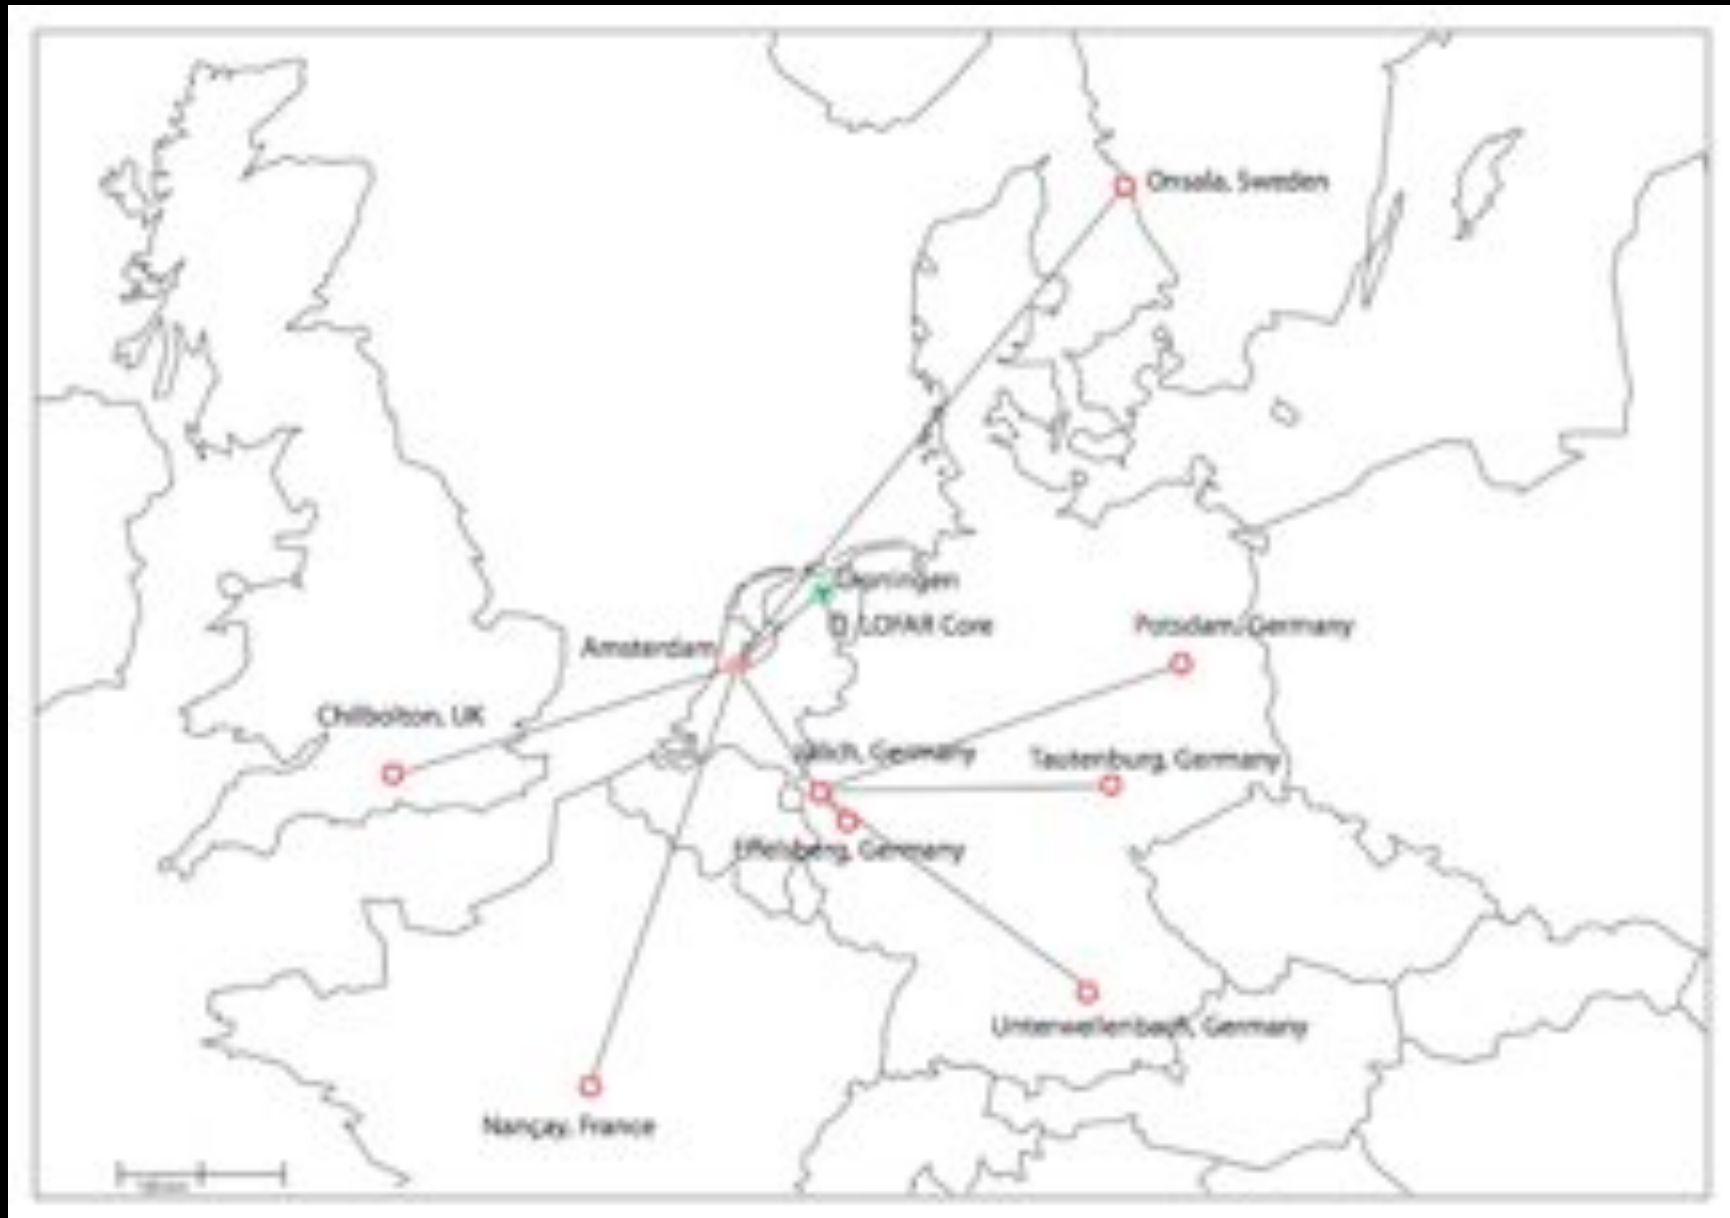 Onsala, Sweden
Groningen
LOFAR Core
Amsterdam
Potsdam, Germany
Chilbolton, UK
Jülich, Germany
Tautenburg, Germany
Effelsberg, Germany
Unterwellenbach, Germany
Nançay, France